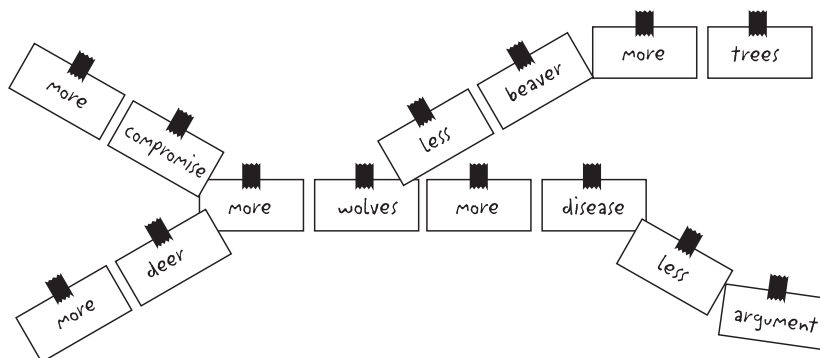 more trees
beaver
less
more
compromise
more wolves more disease
deer
more
less
argument